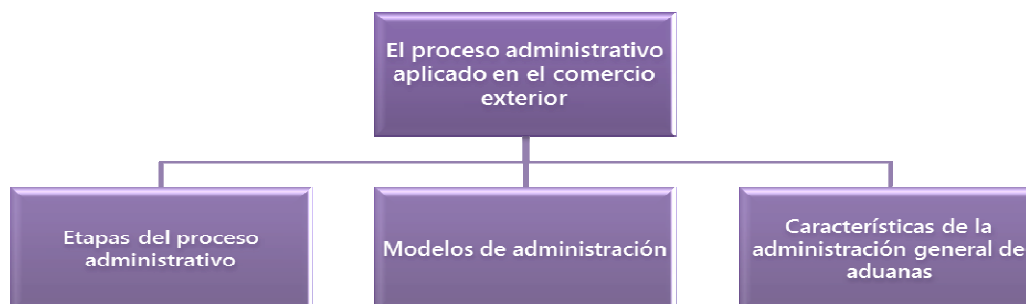 El proceso administrativo
aplicado en el comercio
exterior
Etapas del proceso
administrativo
Modelos de administración
Características de la
administración general de
aduanas